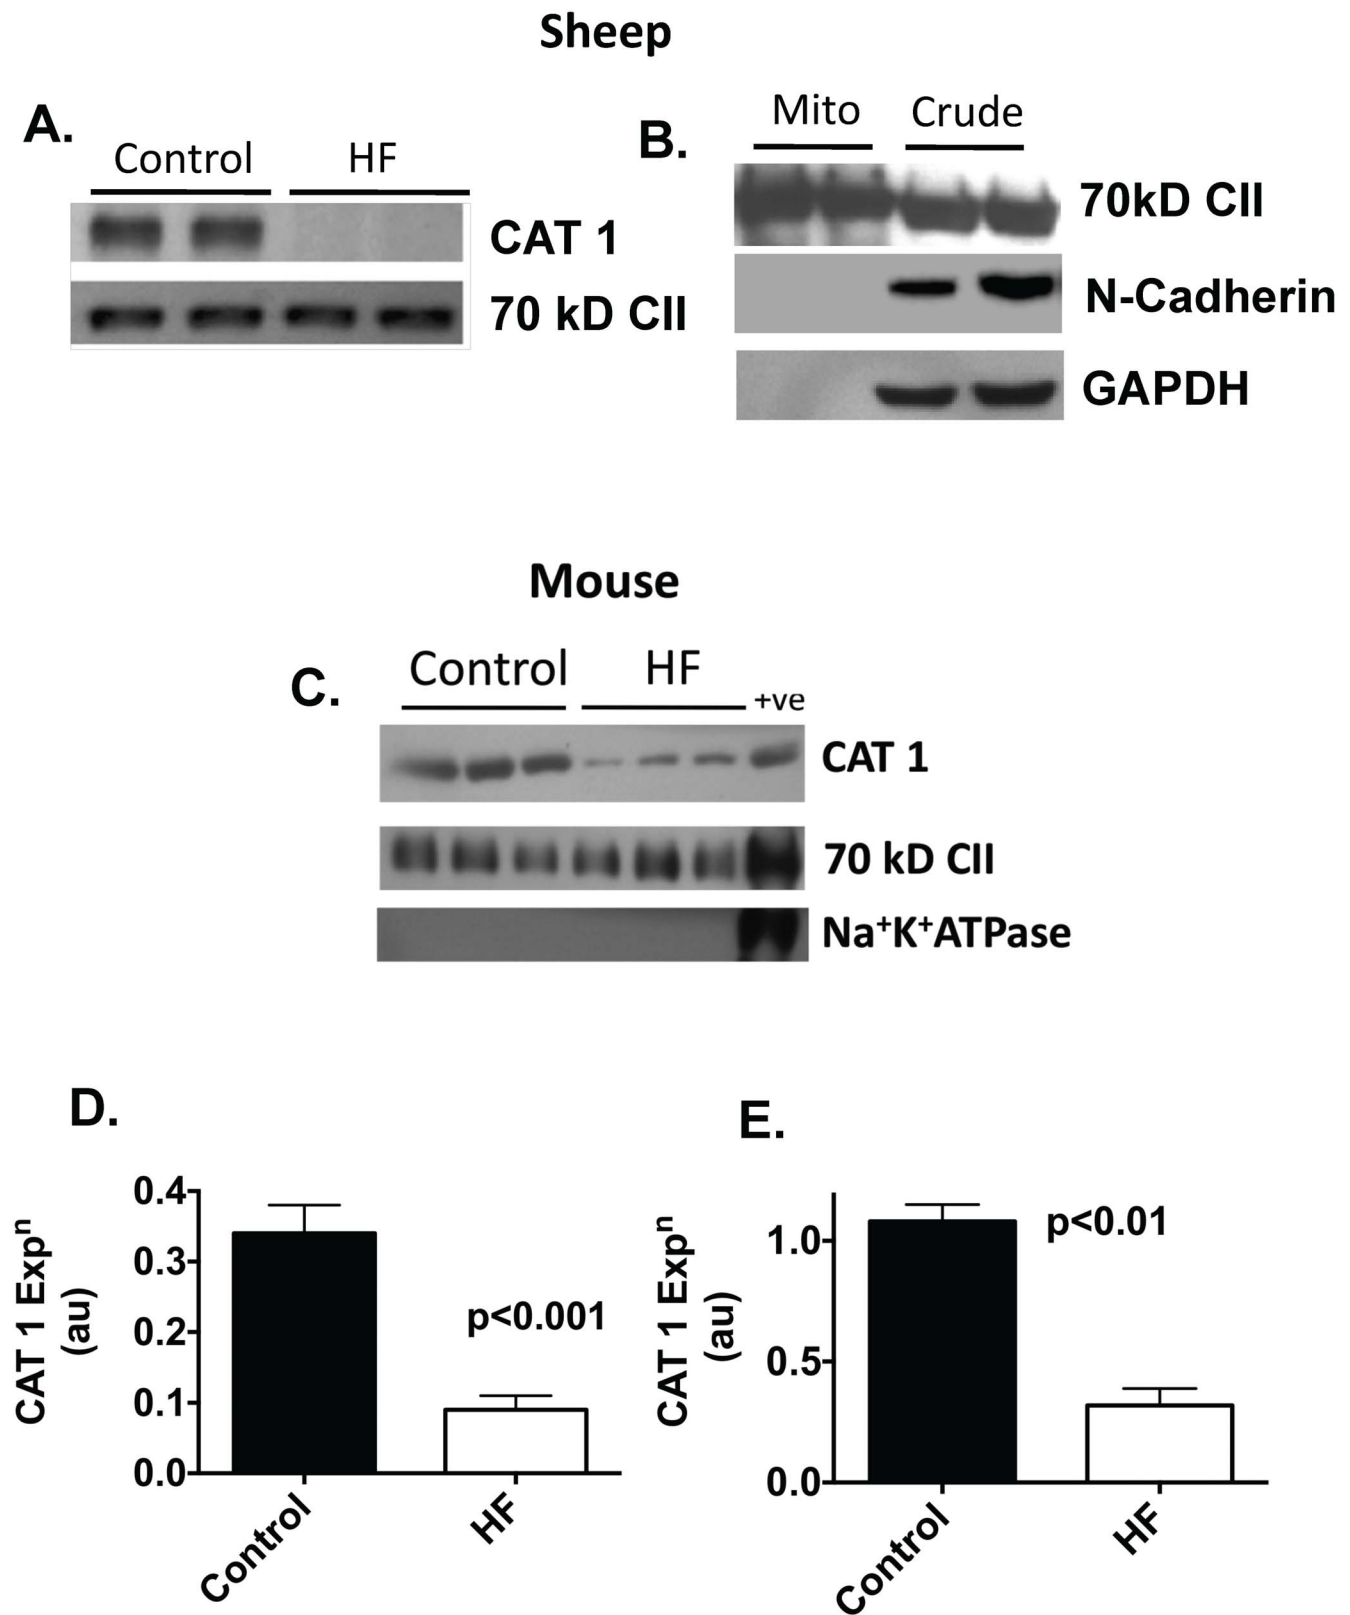 Sheep
A.
Control HF
CAT 1
70 kD CII
B.
Mito Crude
70kD CII
N-Cadherin
GAPDH
Mouse
C.
Control HF +ve
CAT 1
70 kD CII
Na⁺K⁺ATPase
D.
CAT 1 Expⁿ
(au)
0.4
0.3
0.2
0.1
0.0
p<0.001
Control
HF
E.
CAT 1 Expⁿ
(au)
1.0
0.5
0.0
p<0.01
Control
HF